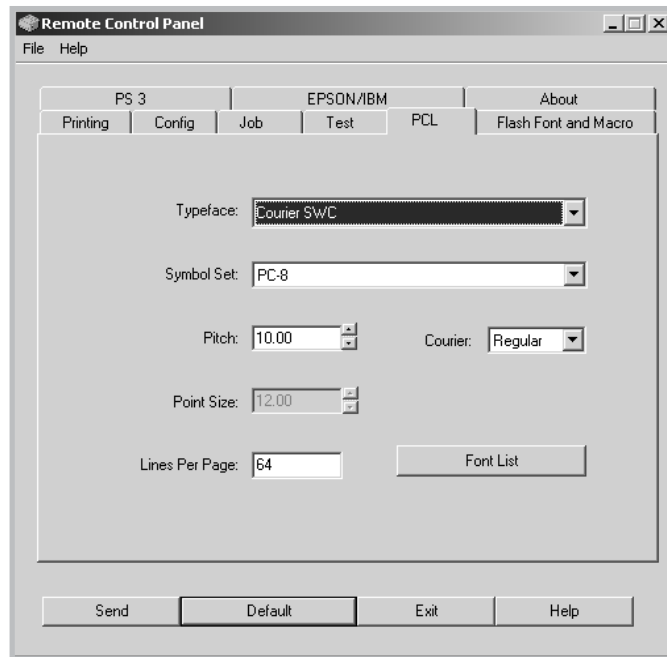 Remote Control Panel
File Help
PS 3 EPSON/IBM About
Printing Config Job Test PCL Flash Font and Macro
Typeface: Courier SWC
Symbol Set: PC-8
Pitch: 10.00 Courier: Regular
Point Size: 12.00
Lines Per Page: 64 Font List
Send Default Exit Help